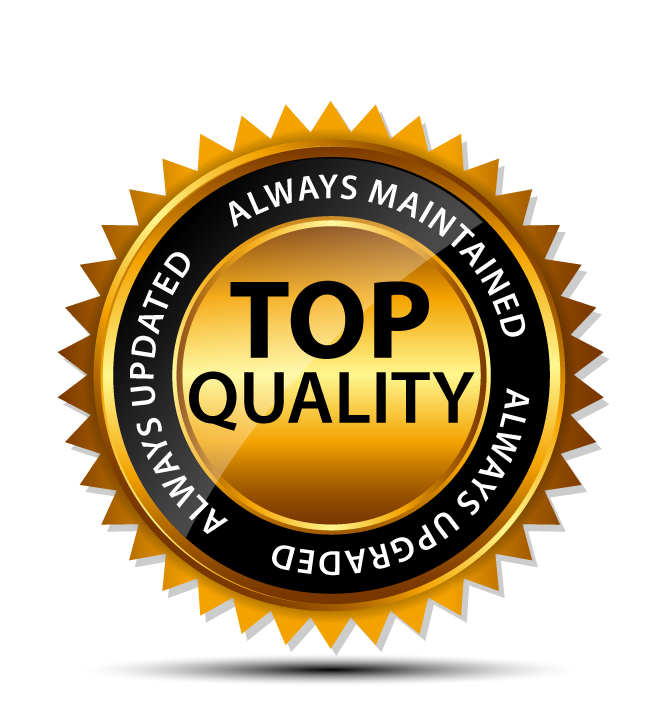 ALWAYS MAINTAINED
ALWAYS UPGRADED
ALWAYS UPDATED
TOP
QUALITY